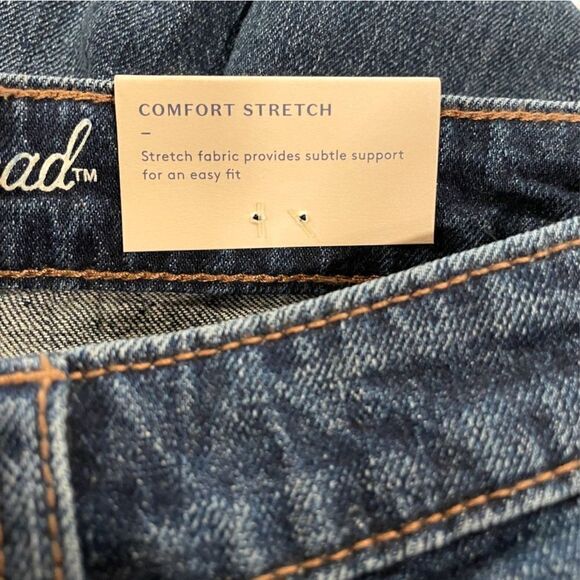 COMFORT STRETCH
–
Stretch fabric provides subtle support
for an easy fit
ad™